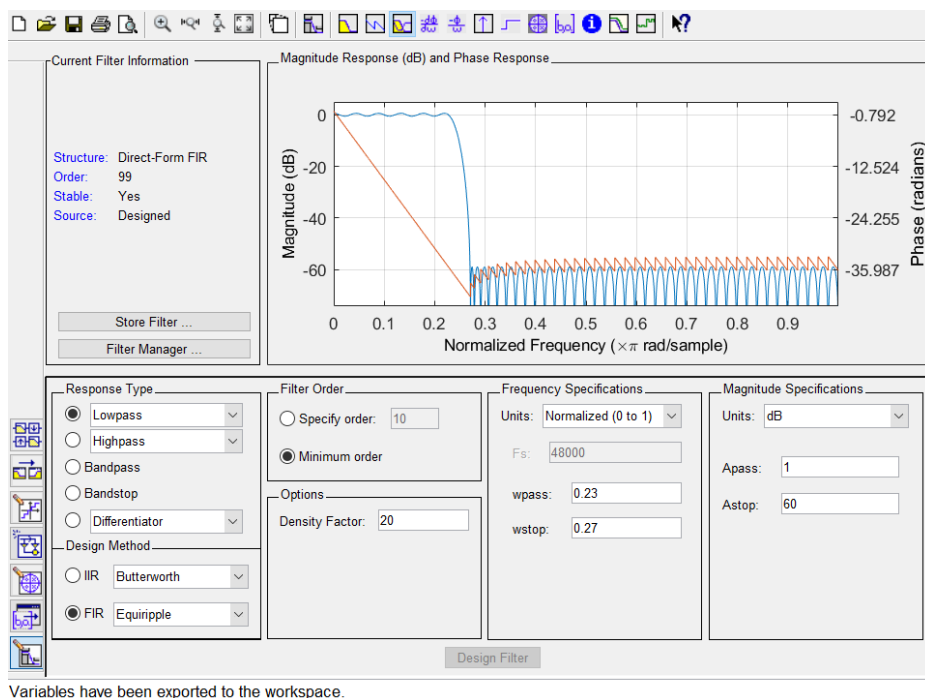 Current Filter Information
Structure: Direct-Form FIR
Order: 99
Stable: Yes
Source: Designed
Store Filter ...
Filter Manager ...
Magnitude Response (dB) and Phase Response
Magnitude (dB)
0
-20
-40
-60
-0.792
-12.524
-24.255
-35.987
Phase (radians)
0 0.1 0.2 0.3 0.4 0.5 0.6 0.7 0.8 0.9
Normalized Frequency (×π rad/sample)
Response Type
Lowpass
Highpass
Bandpass
Bandstop
Differentiator
Design Method
IIR Butterworth
FIR Equiripple
Filter Order
Specify order: 10
Minimum order
Options
Density Factor: 20
Frequency Specifications
Units: Normalized (0 to 1)
Fs: 48000
wpass: 0.23
wstop: 0.27
Magnitude Specifications
Units: dB
Apass: 1
Astop: 60
Design Filter
Variables have been exported to the workspace.